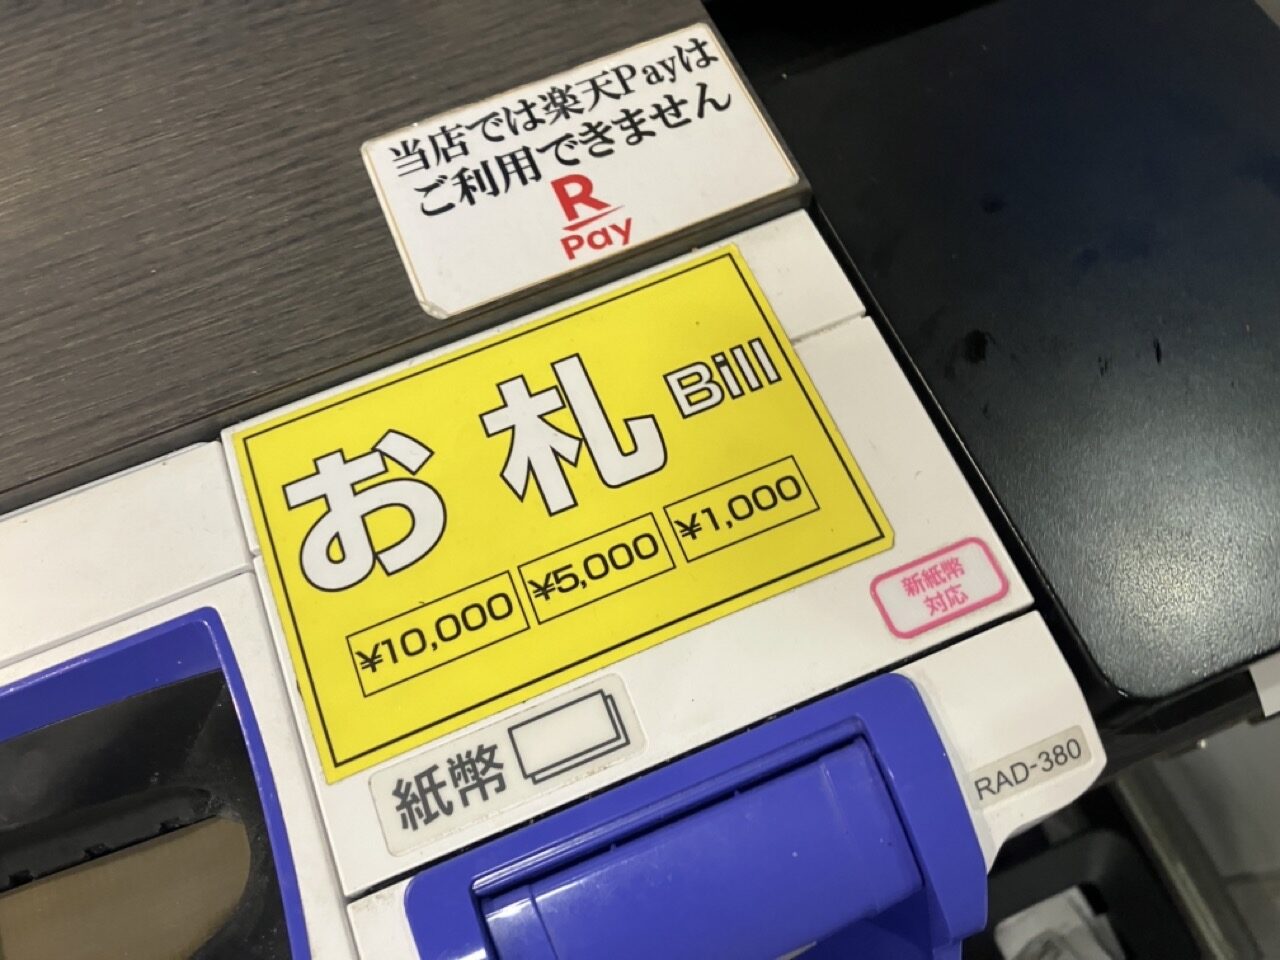 当店では楽天Payは
ご利用できません
R
Pay
お札 Bill
¥10,000 ¥5,000 ¥1,000
新紙幣
対応
紙幣
RAD-380